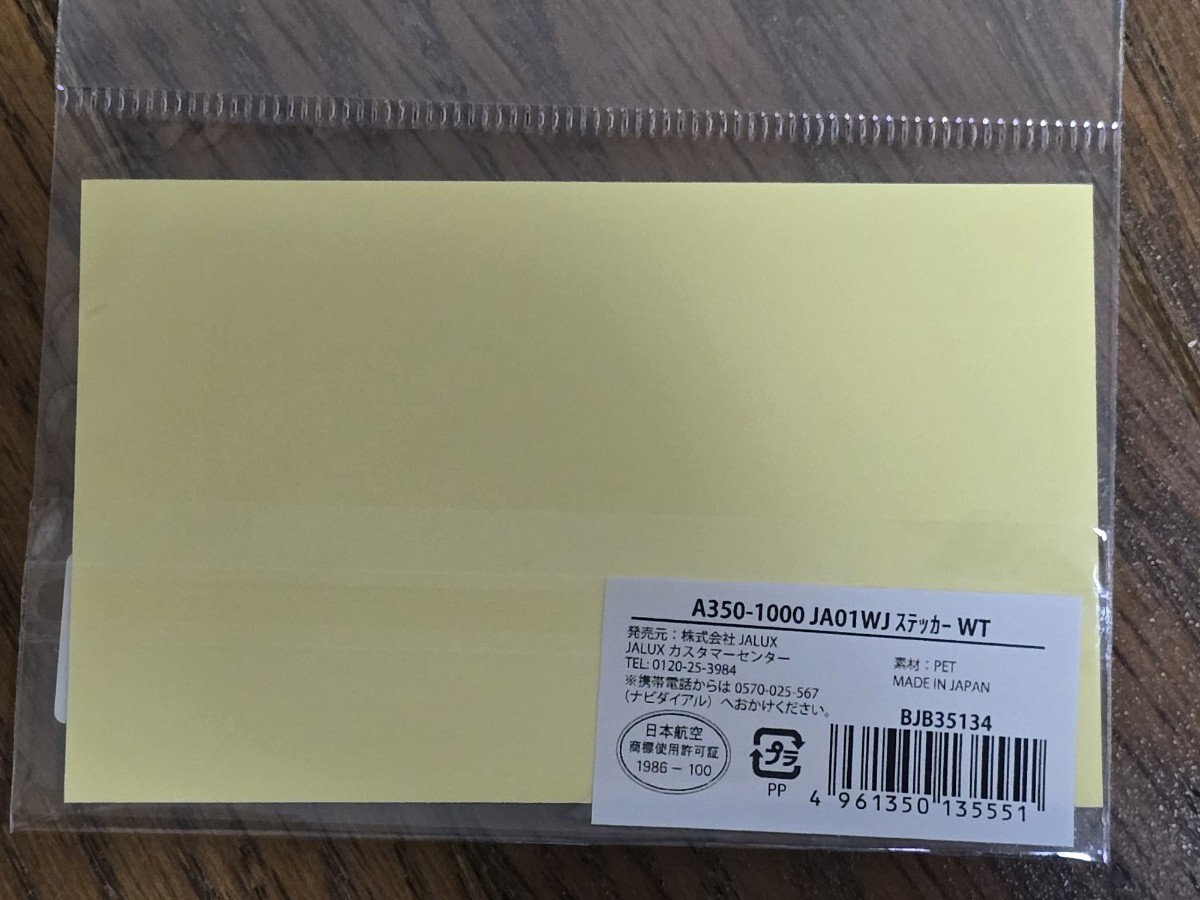 A350-1000 JA01WJ ステッカー WT
発売元：株式会社 JALUX
JALUX カスタマーセンター
TEL: 0120-25-3984
※携帯電話からは 0570-025-567
（ナビダイアル）へおかけください。
素材：PET
MADE IN JAPAN
BJB35134
日本航空
商標使用許可証
1986 － 100
プラ
PP
4 961350 135551